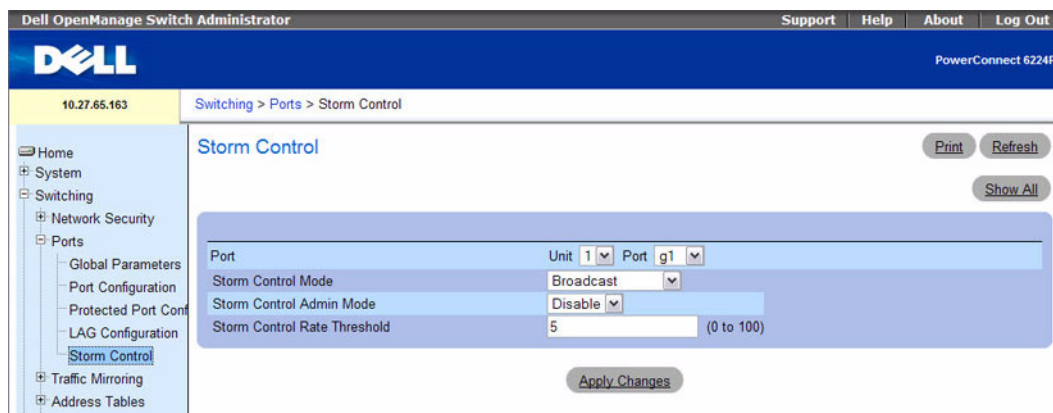 Dell OpenManage Switch Administrator
Support Help About Log Out
DELL
PowerConnect 6224P
10.27.65.163
Switching > Ports > Storm Control
Home
System
Switching
Network Security
Ports
Global Parameters
Port Configuration
Protected Port Conf
LAG Configuration
Storm Control
Traffic Mirroring
Address Tables
Storm Control
Print Refresh
Show All
Port Unit 1 Port g1
Storm Control Mode Broadcast
Storm Control Admin Mode Disable
Storm Control Rate Threshold 5 (0 to 100)
Apply Changes